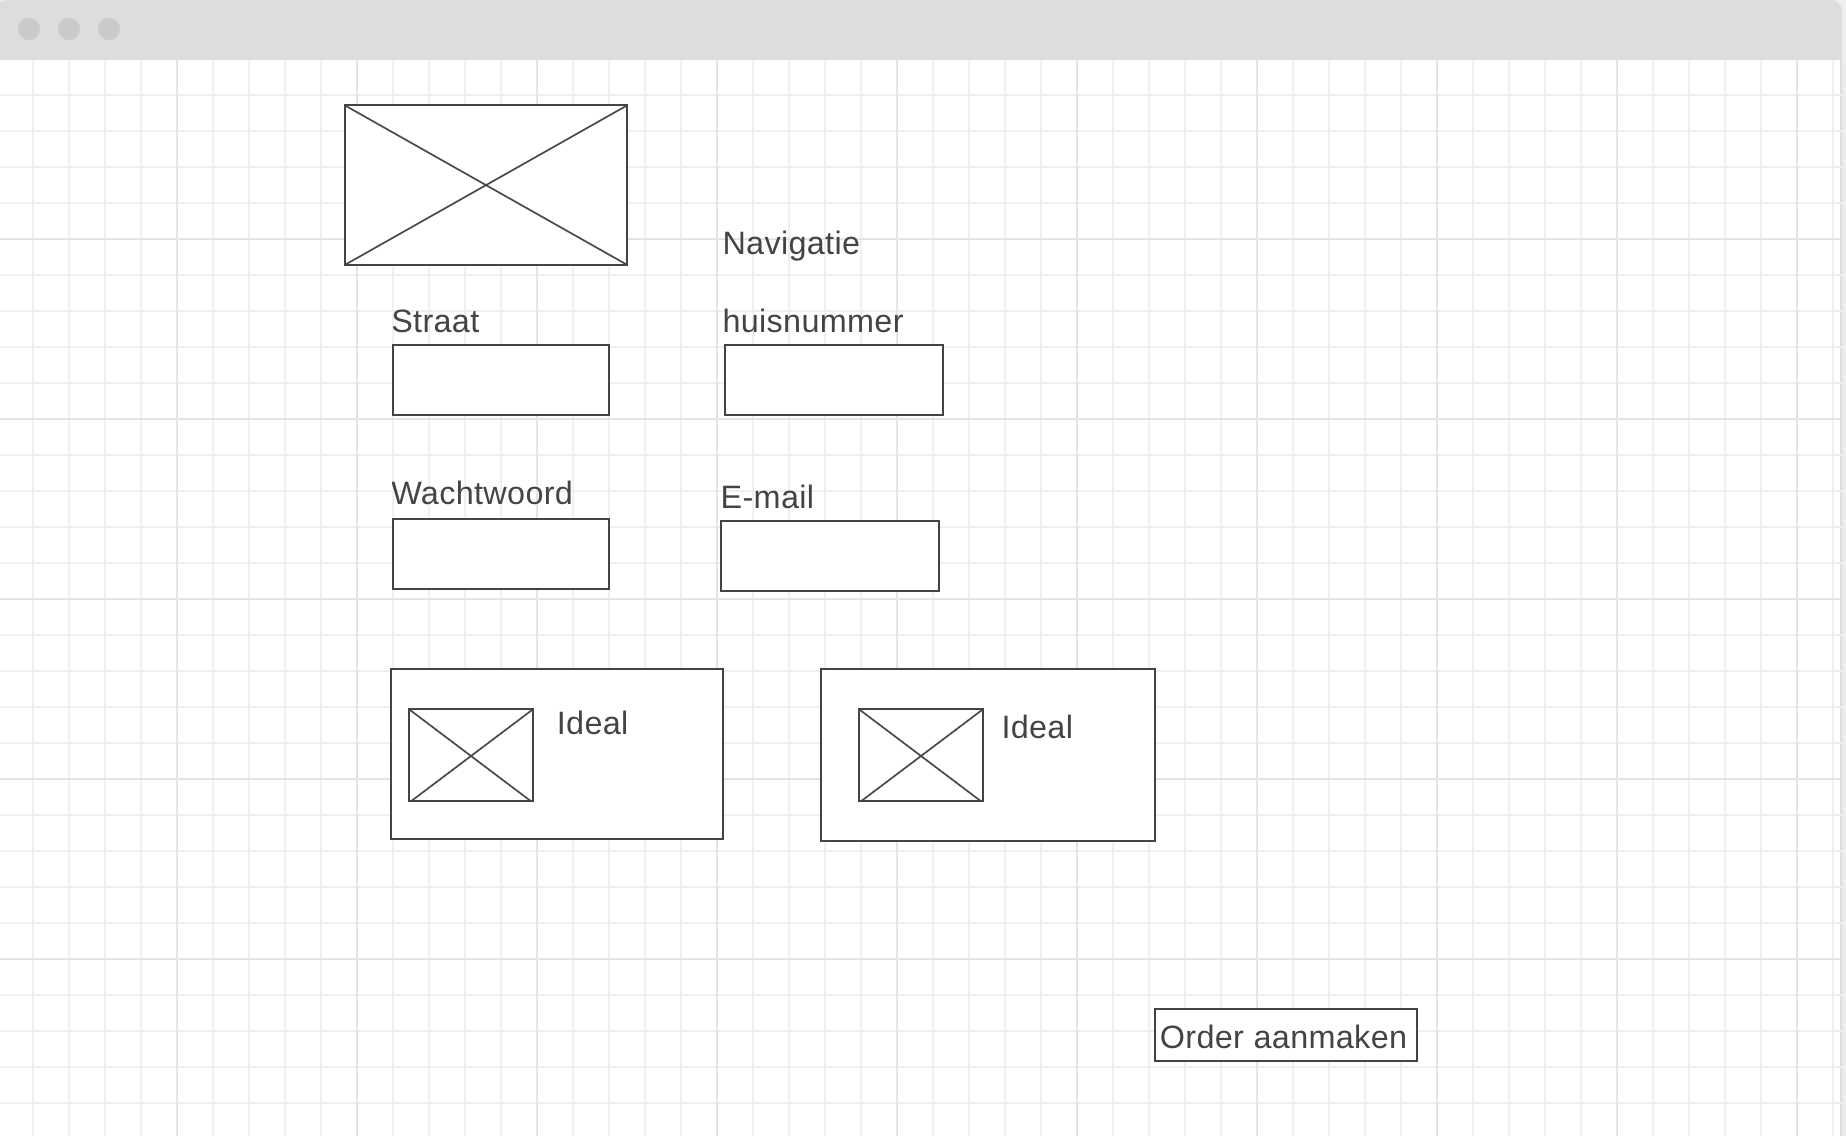 Navigatie
Straat
huisnummer
Wachtwoord
E-mail
Ideal
Ideal
Order aanmaken